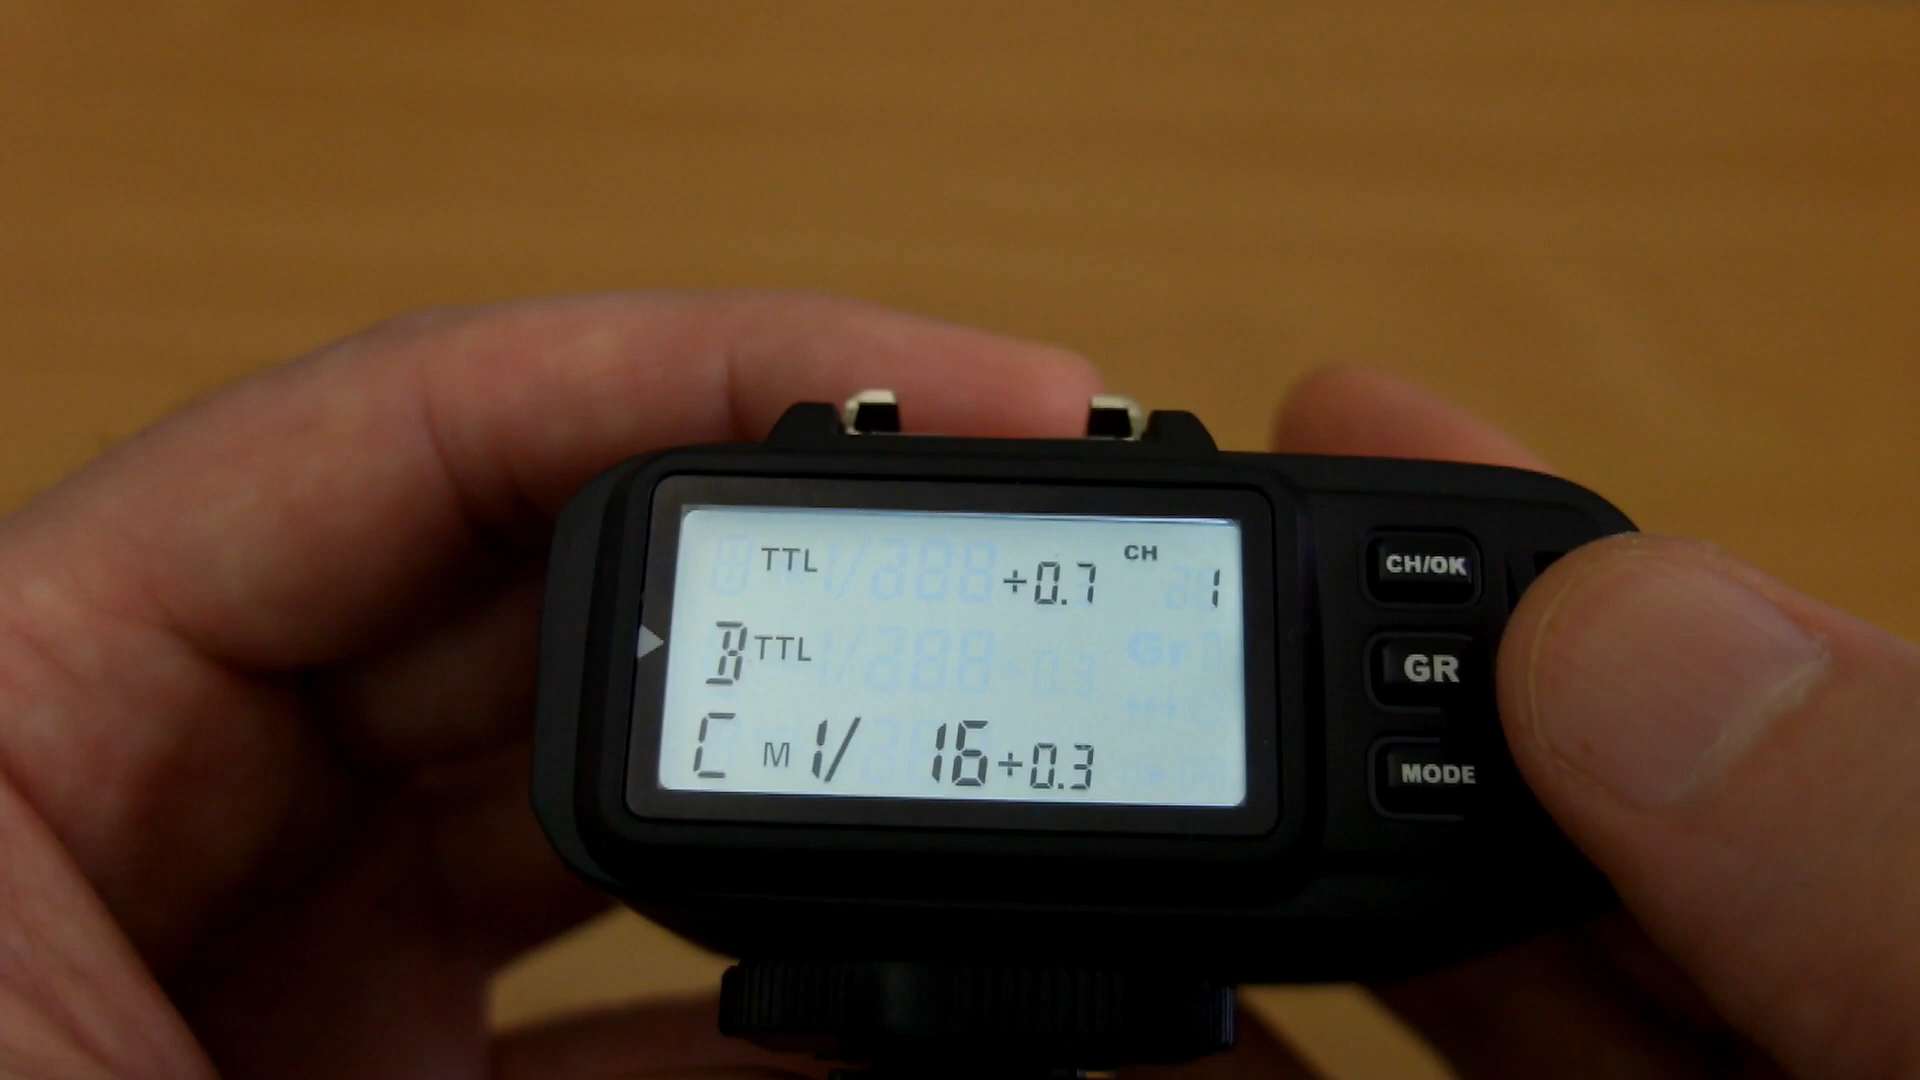 TTL +0.7 CH 1
B TTL
C M 1/ 16 +0.3
CH/OK
GR
MODE